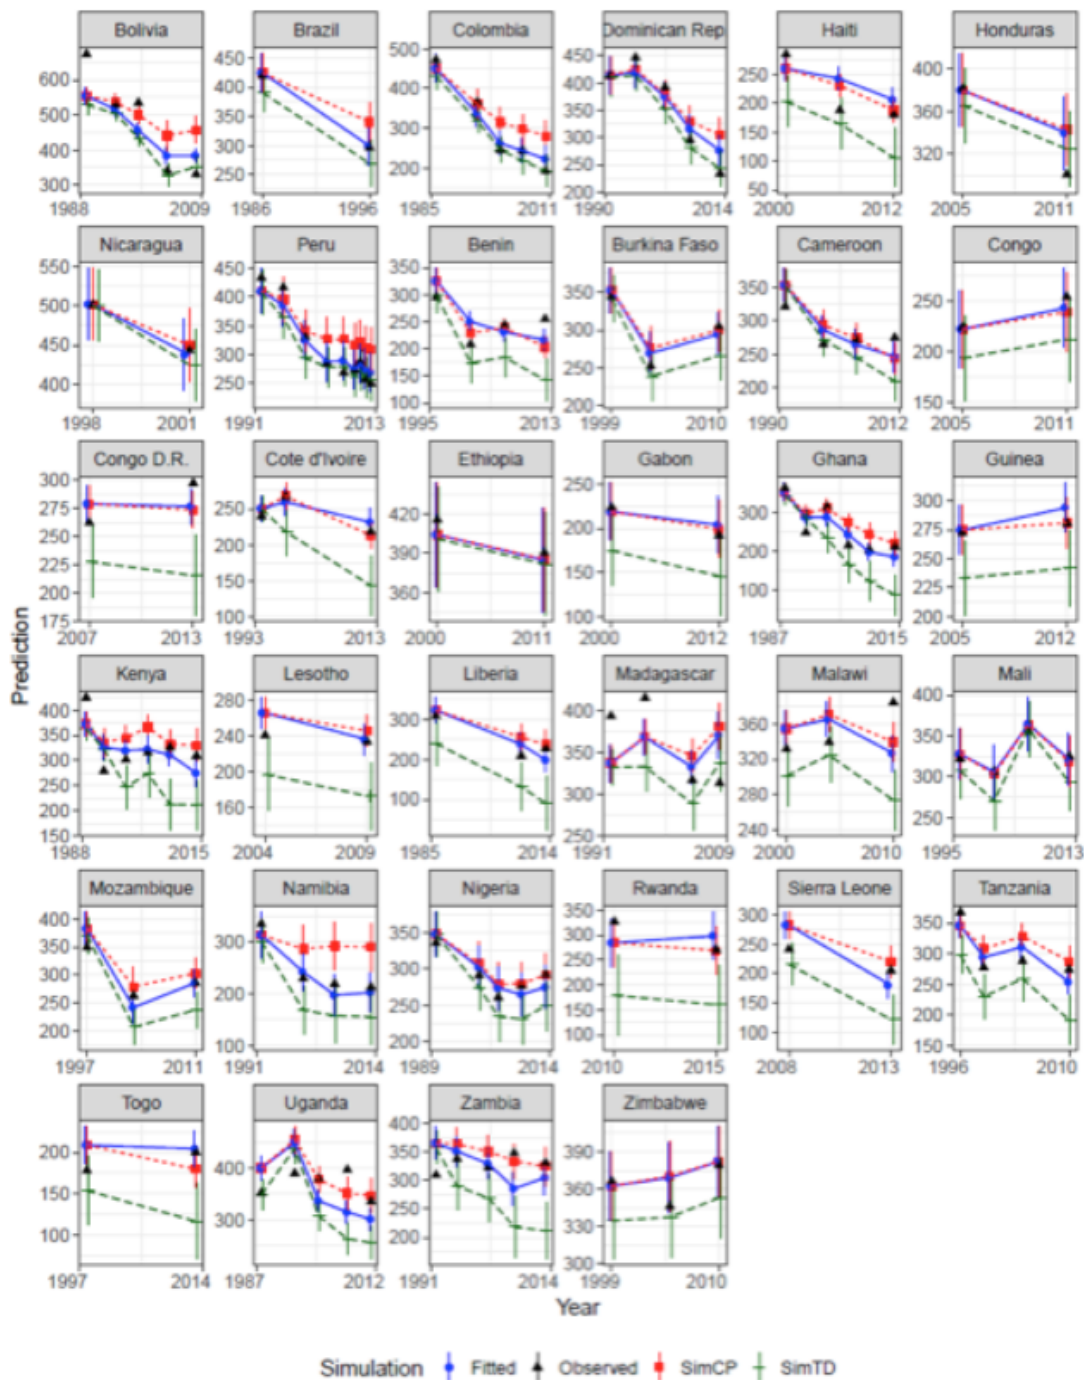 Bolivia Brazil Colombia Dominican Rep Haiti Honduras
600 500 400 300
450 400 350 300 250
500 400 300 200
450 400 350 300 250 200
250 200 150 100 50
400 360 320
1988 2009 1986 1996 1985 2011 1990 2014 2000 2012 2005 2011
Nicaragua Peru Benin Burkina Faso Cameroon Congo
550 500 450 400
450 400 350 300 250
350 300 250 200 150 100
350 300 250 200
350 300 250 200
250 200 150
1998 2001 1991 2013 1995 2013 1999 2010 1990 2012 2005 2011
Congo D.R. Cote d'Ivoire Ethiopia Gabon Ghana Guinea
300 275 250 225 200 175
250 200 150 100
420 390 360
250 200 150 100
300 200 100
300 275 250 225 200
2007 2013 1993 2013 2000 2011 2000 2012 1987 2015 2005 2012
Prediction
Kenya Lesotho Liberia Madagascar Malawi Mali
400 350 300 250 200 150
280 240 200 160
300 200 100
400 350 300 250
360 320 280 240
400 350 300 250
1988 2015 2004 2009 1985 2014 1991 2009 2000 2010 1995 2013
Mozambique Namibia Nigeria Rwanda Sierra Leone Tanzania
400 350 300 250 200
300 200 100
350 300 250 200
350 300 250 200 150 100
300 250 200 150 100
350 300 250 200 150
1997 2011 1991 2014 1989 2014 2010 2015 2008 2013 1996 2010
Togo Uganda Zambia Zimbabwe
200 150 100
400 300
400 350 300 250 200
390 360 330 300
1997 2014 1987 2012 1991 2014 1999 2010
Year
Simulation Fitted Observed SimCP SimTD